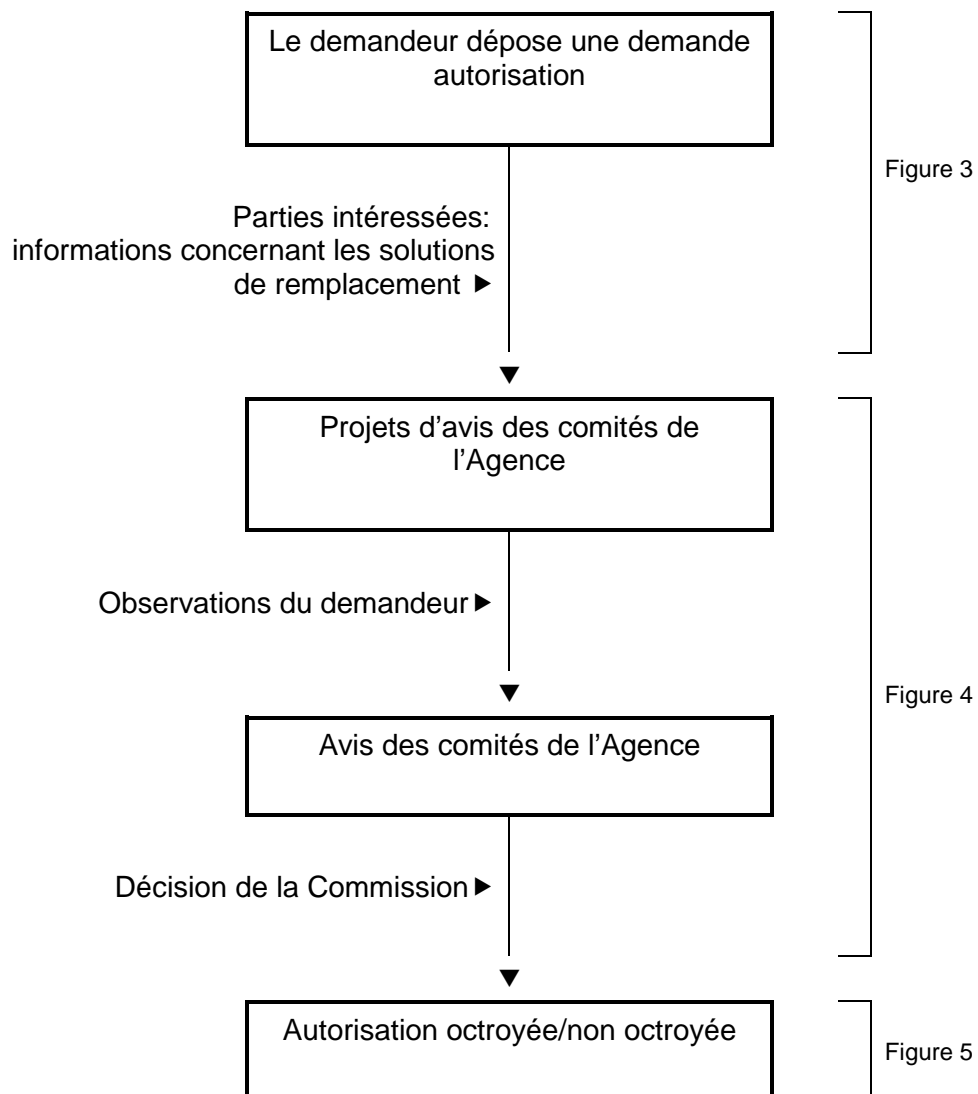 Le demandeur dépose une demande
autorisation
Figure 3
Parties intéressées:
informations concernant les solutions
de remplacement
Projets d'avis des comités de
l'Agence
Observations du demandeur
Figure 4
Avis des comités de l'Agence
Décision de la Commission
Autorisation octroyée/non octroyée
Figure 5